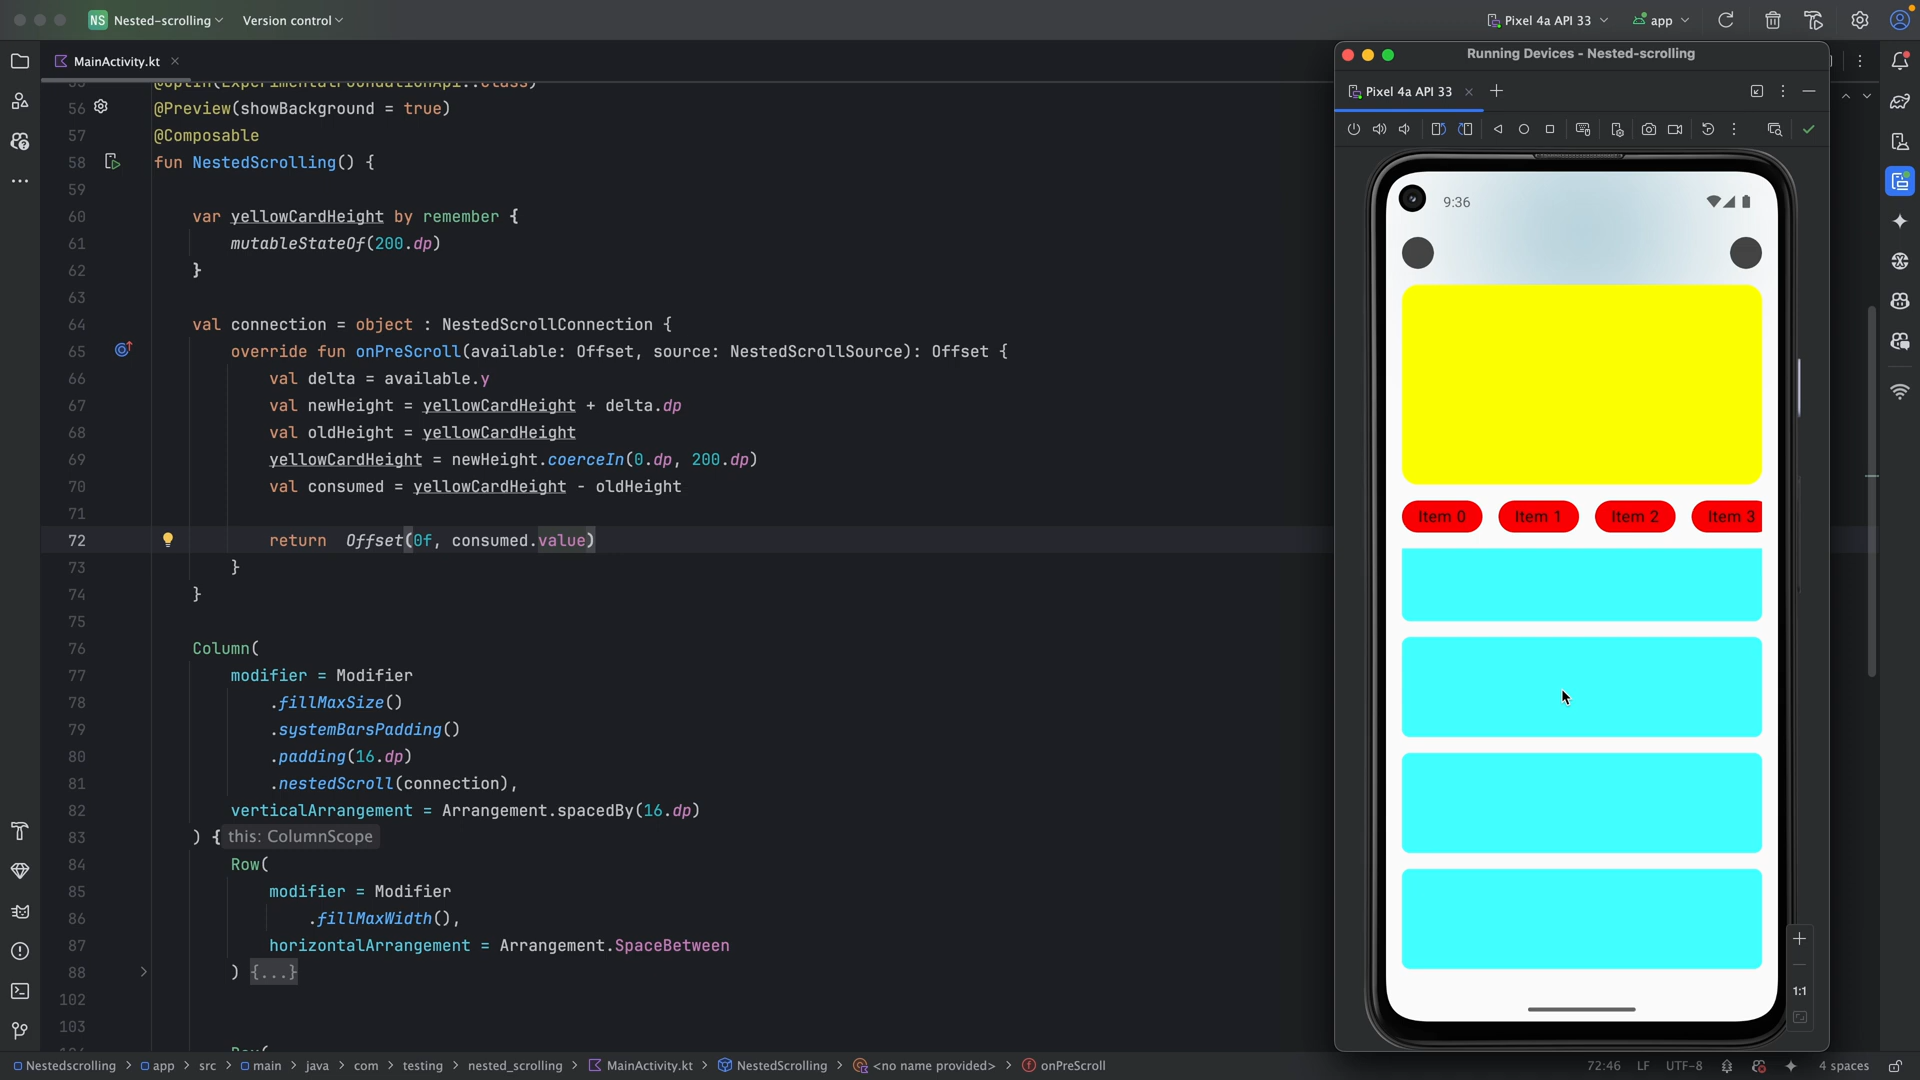 NS Nested-scrolling Version control
Pixel 4a API 33 app
MainActivity.kt
Running Devices - Nested-scrolling
Pixel 4a API 33
56 @Preview(showBackground = true)
57 @Composable
58 fun NestedScrolling() {
59
60 var yellowCardHeight by remember {
61 mutableStateOf(200.dp)
62 }
63
64 val connection = object : NestedScrollConnection {
65 override fun onPreScroll(available: Offset, source: NestedScrollSource): Offset {
66 val delta = available.y
67 val newHeight = yellowCardHeight + delta.dp
68 val oldHeight = yellowCardHeight
69 yellowCardHeight = newHeight.coerceIn(0.dp, 200.dp)
70 val consumed = yellowCardHeight - oldHeight
71
72 return Offset(0f, consumed.value)
73 }
74 }
75
76 Column(
77 modifier = Modifier
78 .fillMaxSize()
79 .systemBarsPadding()
80 .padding(16.dp)
81 .nestedScroll(connection),
82 verticalArrangement = Arrangement.spacedBy(16.dp)
83 ) { this: ColumnScope
84 Row(
85 modifier = Modifier
86 .fillMaxWidth(),
87 horizontalArrangement = Arrangement.SpaceBetween
88 ) {...}
102
103
9:36
Item 0 Item 1 Item 2 Item 3
1:1
Nestedscrolling app src main java com testing nested_scrolling MainActivity.kt NestedScrolling <no name provided> onPreScroll
72:46 LF UTF-8 4 spaces